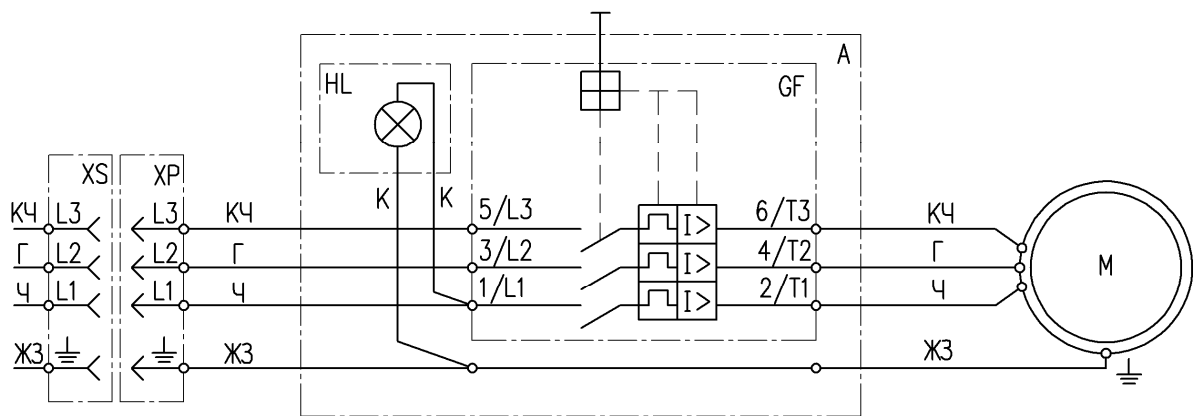 A
HL
GF
XS
XP
К
К
КЧ
L3
L3
КЧ
5/L3
6/T3
КЧ
I>
Г
L2
L2
Г
3/L2
4/T2
Г
I>
M
Ч
L1
L1
Ч
1/L1
2/T1
Ч
I>
ЖЗ
ЖЗ
ЖЗ